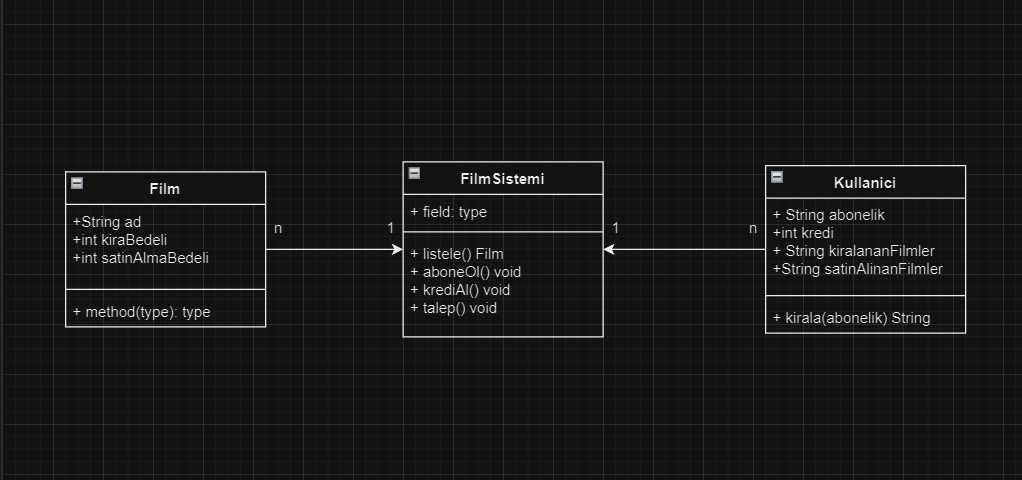 Film
+String ad
+int kiraBedeli
+int satinAlmaBedeli
+ method(type): type
n
1
FilmSistemi
+ field: type
+ listele() Film
+ aboneOl() void
+ krediAl() void
+ talep() void
1
n
Kullanici
+ String abonelik
+int kredi
+ String kiralananFilmler
+String satinAlinanFilmler
+ kirala(abonelik) String